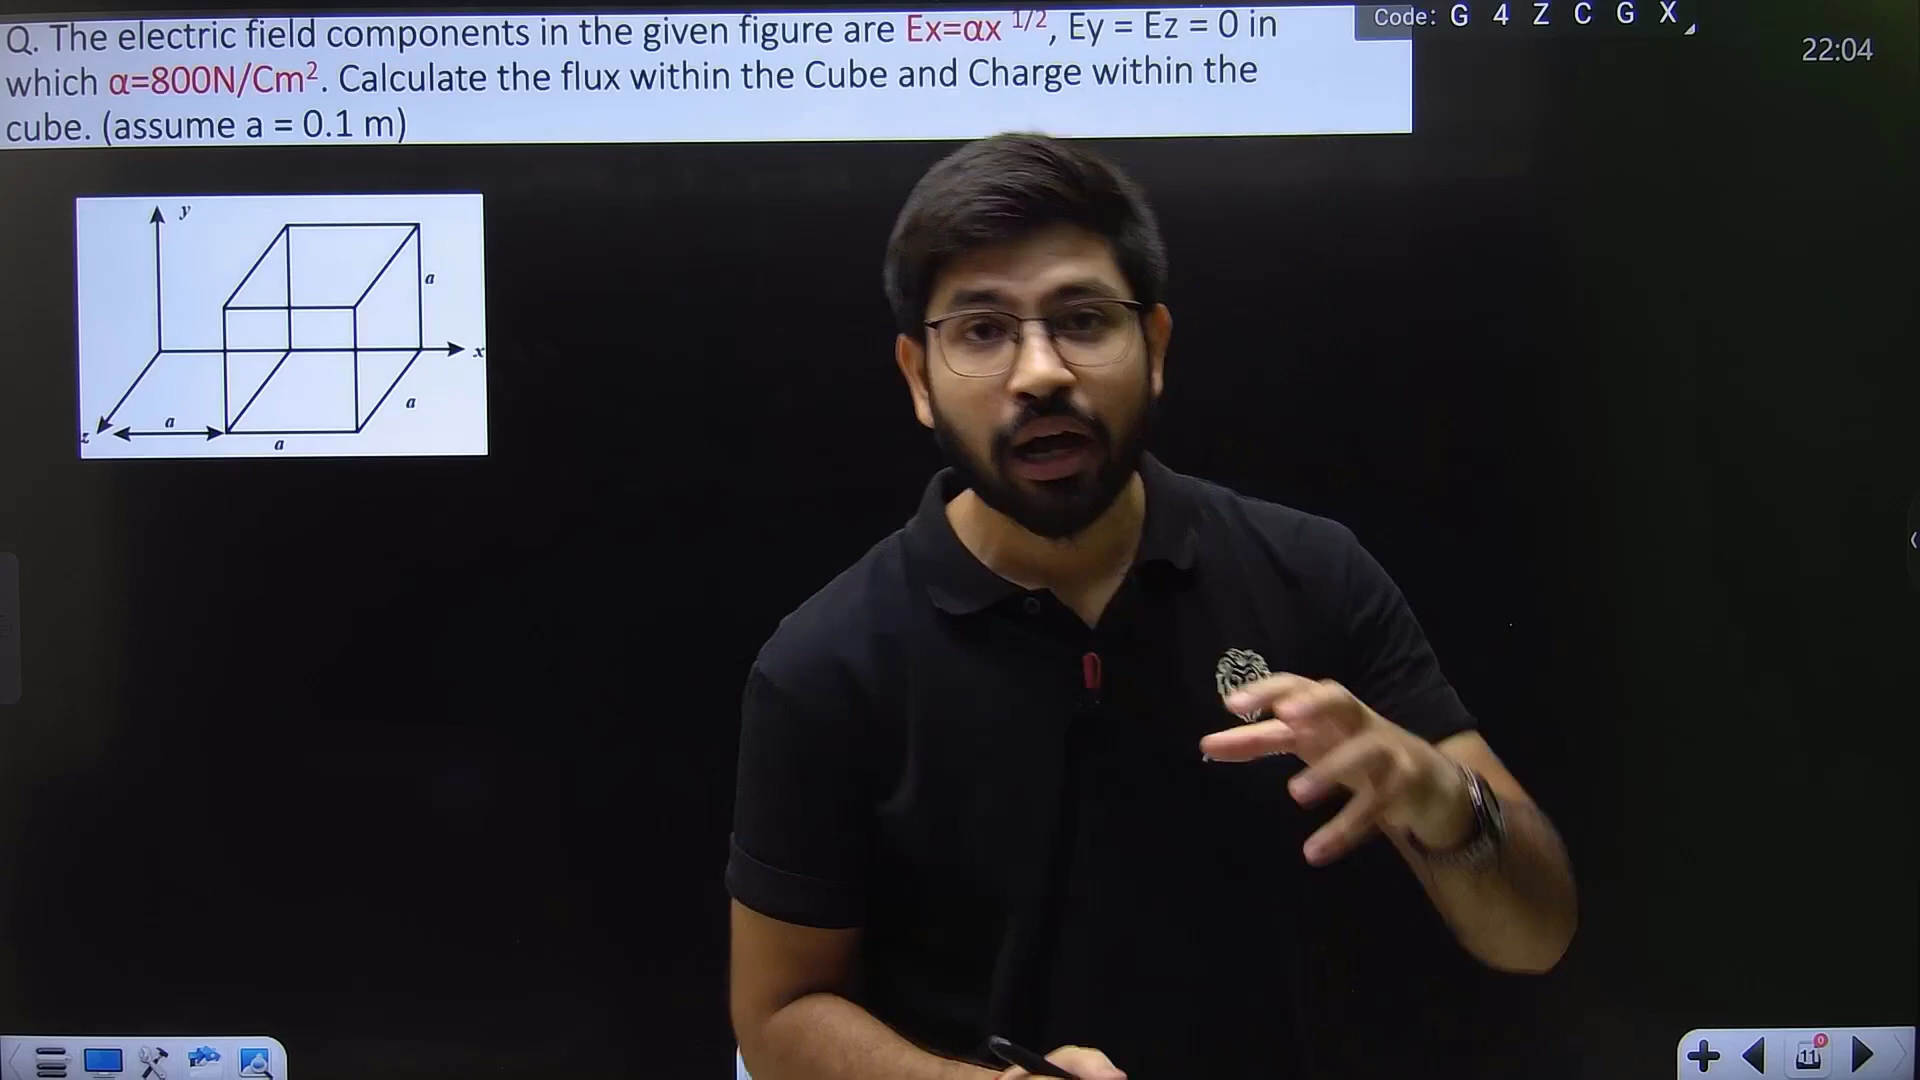 Q. The electric field components in the given figure are Ex=αx 1/2, Ey = Ez = 0 in
which α=800N/Cm2. Calculate the flux within the Cube and Charge within the
cube. (assume a = 0.1 m)
Code: G 4 Z C G X
22:04
y
a
x
a
z
a
a
11
0